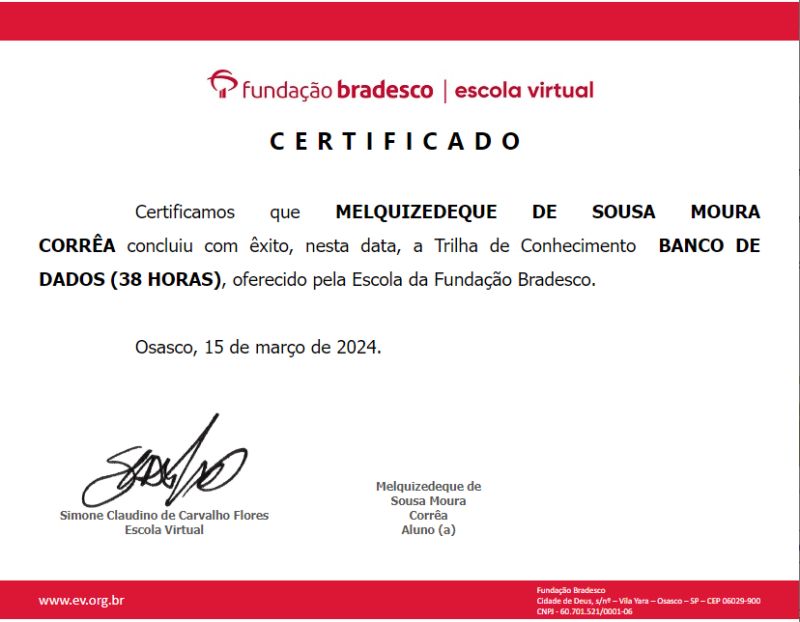 fundação bradesco | escola virtual
CERTIFICADO
Certificamos que MELQUIZEDEQUE DE SOUSA MOURA
CORRÊA concluiu com êxito, nesta data, a Trilha de Conhecimento BANCO DE
DADOS (38 HORAS), oferecido pela Escola da Fundação Bradesco.
Osasco, 15 de março de 2024.
Simone Claudino de Carvalho Flores
Escola Virtual
Melquizedeque de
Sousa Moura
Corrêa
Aluno (a)
www.ev.org.br
Fundação Bradesco
Cidade de Deus, s/nº – Vila Yara – Osasco – SP – CEP 06029-900
CNPJ - 60.701.521/0001-06